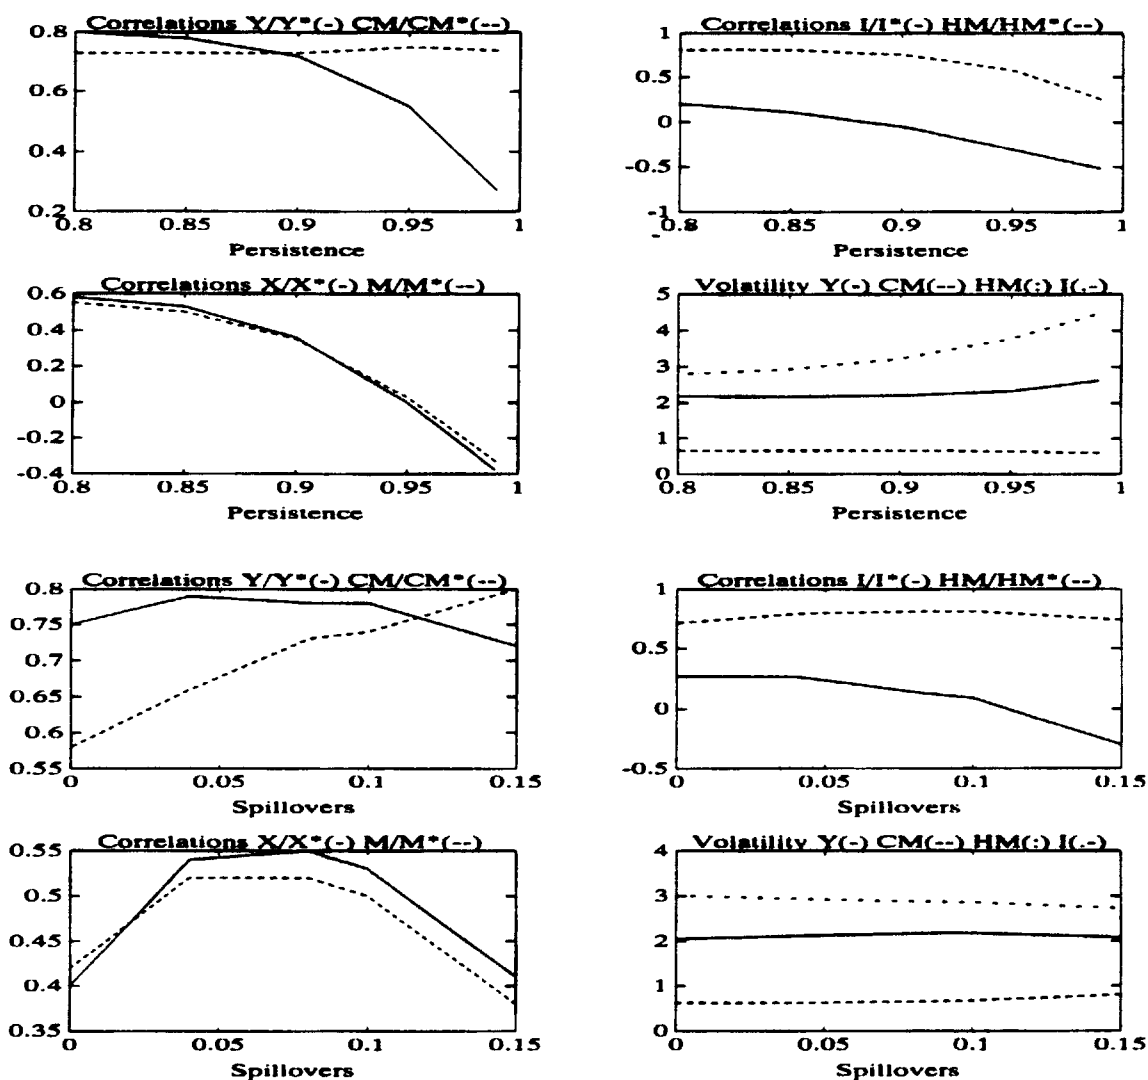 Correlations Y/Y*(-) CM/CM*(--)
0.8
0.6
0.4
0.2
0.8 0.85 0.9 0.95 1
Persistence
Correlations I/I*(-) HM/HM*(--)
1
0.5
0
-0.5
-1
0.8 0.85 0.9 0.95 1
Persistence
Correlations X/X*(-) M/M*(--)
0.6
0.4
0.2
0
-0.2
-0.4
0.8 0.85 0.9 0.95 1
Persistence
Volatility Y(-) CM(--) HM(:) I(.-)
5
4
3
2
1
0
0.8 0.85 0.9 0.95 1
Persistence
Correlations Y/Y*(-) CM/CM*(--)
0.8
0.75
0.7
0.65
0.6
0.55
0 0.05 0.1 0.15
Spillovers
Correlations I/I*(-) HM/HM*(--)
1
0.5
0
-0.5
0 0.05 0.1 0.15
Spillovers
Correlations X/X*(-) M/M*(--)
0.55
0.5
0.45
0.4
0.35
0 0.05 0.1 0.15
Spillovers
Volatility Y(-) CM(--) HM(:) I(.-)
4
3
2
1
0
0 0.05 0.1 0.15
Spillovers